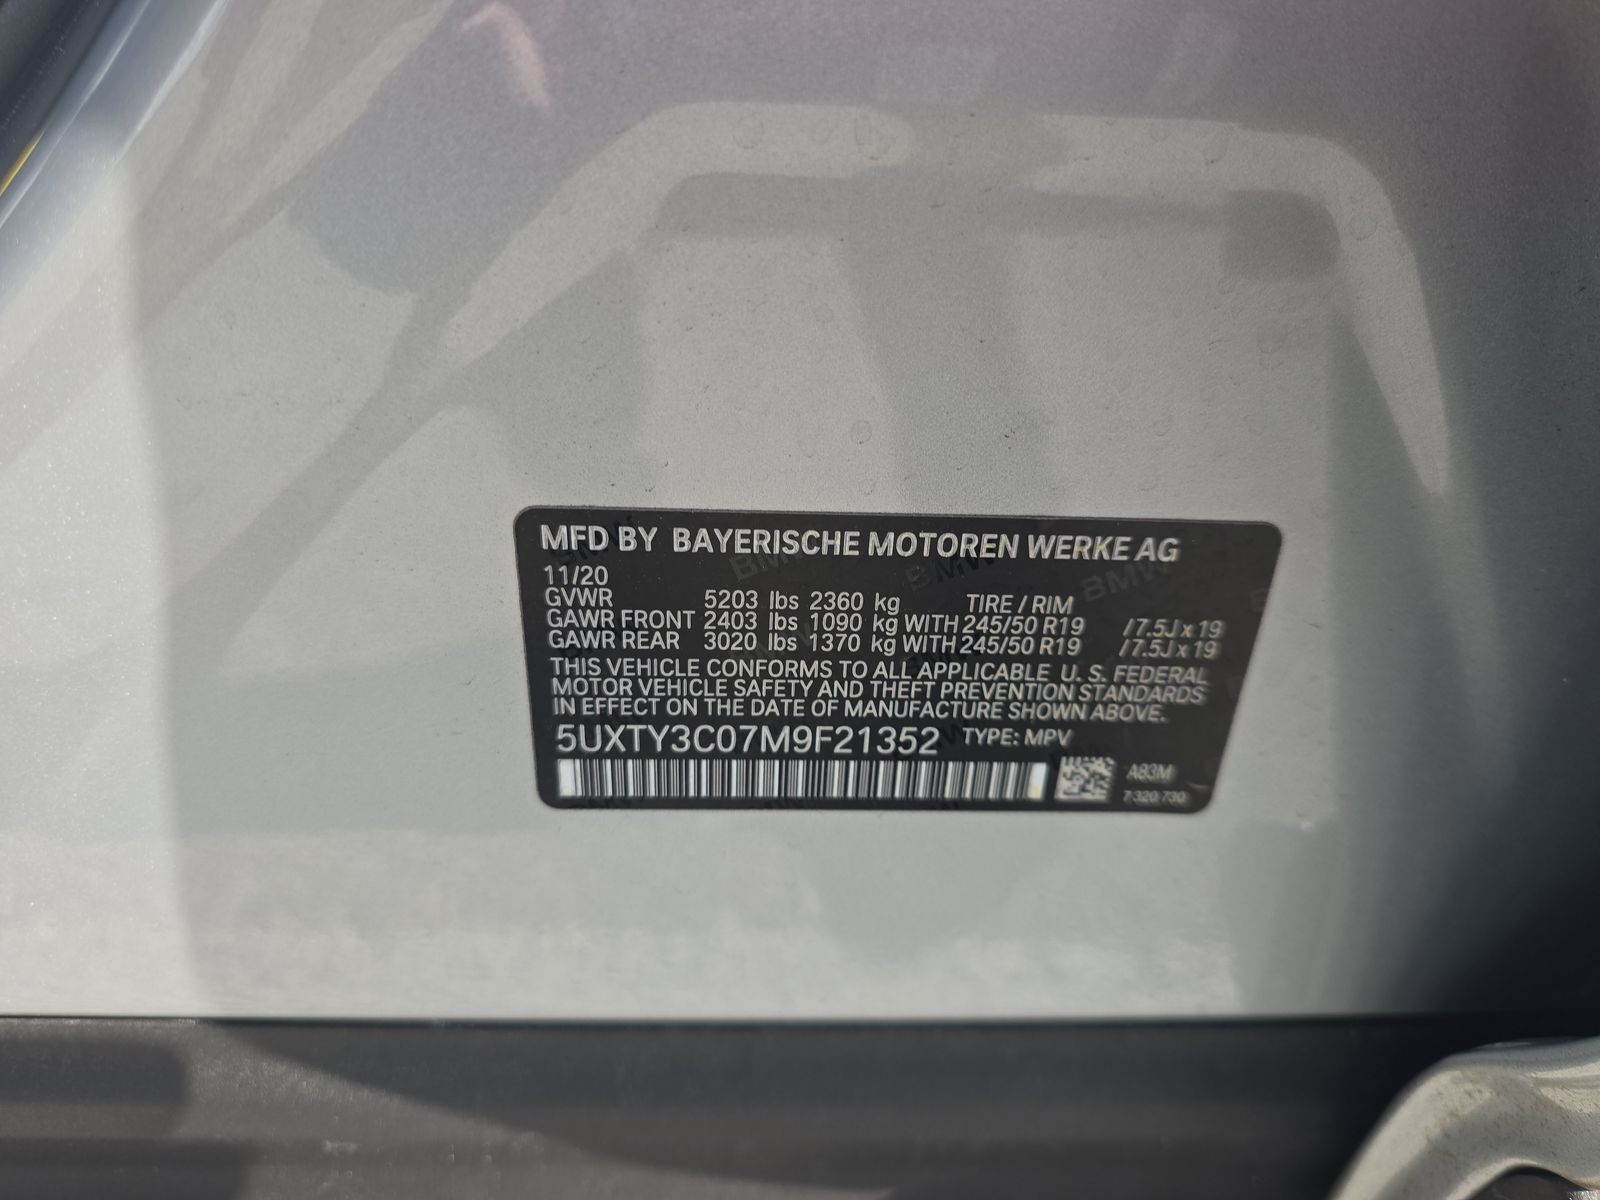 MFD BY BAYERISCHE MOTOREN WERKE AG
11/20
GVWR 5203 lbs 2360 kg TIRE / RIM
GAWR FRONT 2403 lbs 1090 kg WITH 245/50 R19 / 7.5J x 19
GAWR REAR 3020 lbs 1370 kg WITH 245/50 R19 / 7.5J x 19
THIS VEHICLE CONFORMS TO ALL APPLICABLE U. S. FEDERAL
MOTOR VEHICLE SAFETY AND THEFT PREVENTION STANDARDS
IN EFFECT ON THE DATE OF MANUFACTURE SHOWN ABOVE.
5UXTY3C07M9F21352 TYPE: MPV
A83M
7 320 730